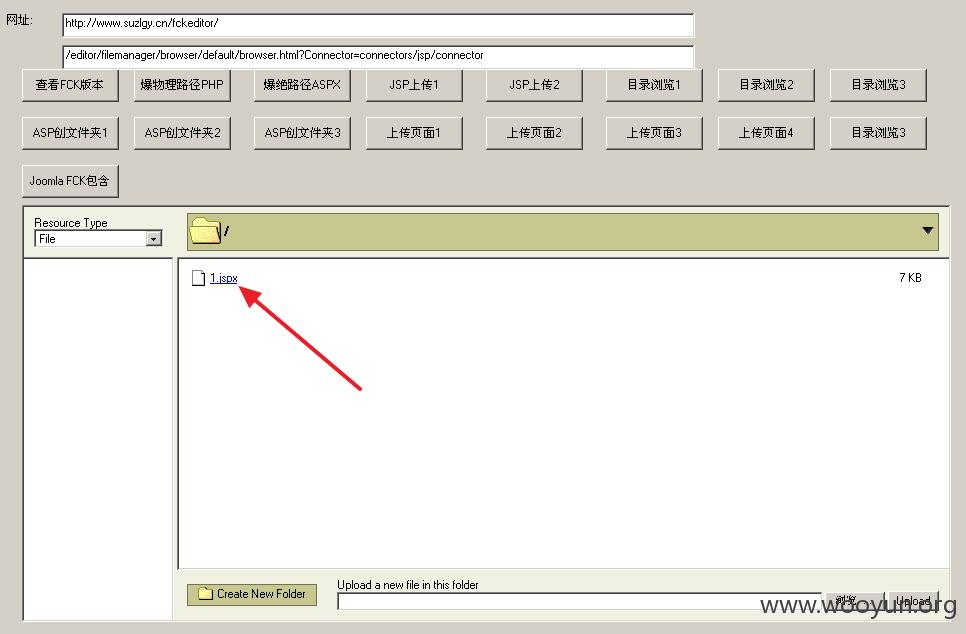 网址: http://www.suzlgy.cn/fckeditor/
/editor/filemanager/browser/default/browser.html?Connector=connectors/jsp/connector
查看FCK版本 爆物理路径PHP 爆绝路径ASPX JSP上传1 JSP上传2 目录浏览1 目录浏览2 目录浏览3
ASP创文件夹1 ASP创文件夹2 ASP创文件夹3 上传页面1 上传页面2 上传页面3 上传页面4 目录浏览3
Joomla FCK包含
Resource Type
File
/
1.jspx 7 KB
Upload a new file in this folder
Create New Folder
浏览... Upload
www.wooyun.org